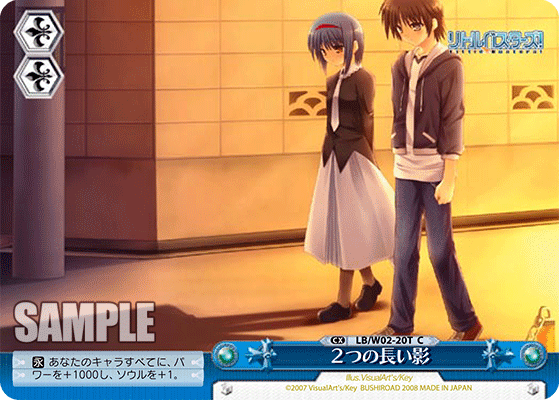 リトルバスターズ!
Little Busters!
SAMPLE
CX LB/W02-20T C
2つの長い影
永 あなたのキャラすべてに、パ
ワーを+1000し、ソウルを+1。
Illus.VisualArt's/Key
©2007 VisualArt's/Key BUSHIROAD 2008 MADE IN JAPAN